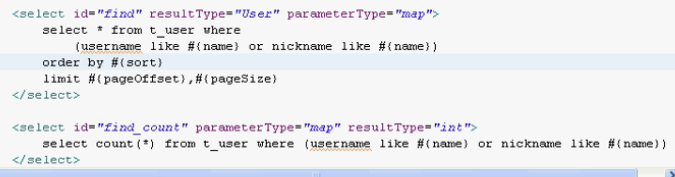 <select id="find" resultType="User" parameterType="map">
select * from t_user where
(username like #{name} or nickname like #{name})
order by #{sort}
limit #{pageOffset},#{pageSize}
</select>
<select id="find_count" parameterType="map" resultType="int">
select count(*) from t_user where (username like #{name} or nickname like #{name})
</select>